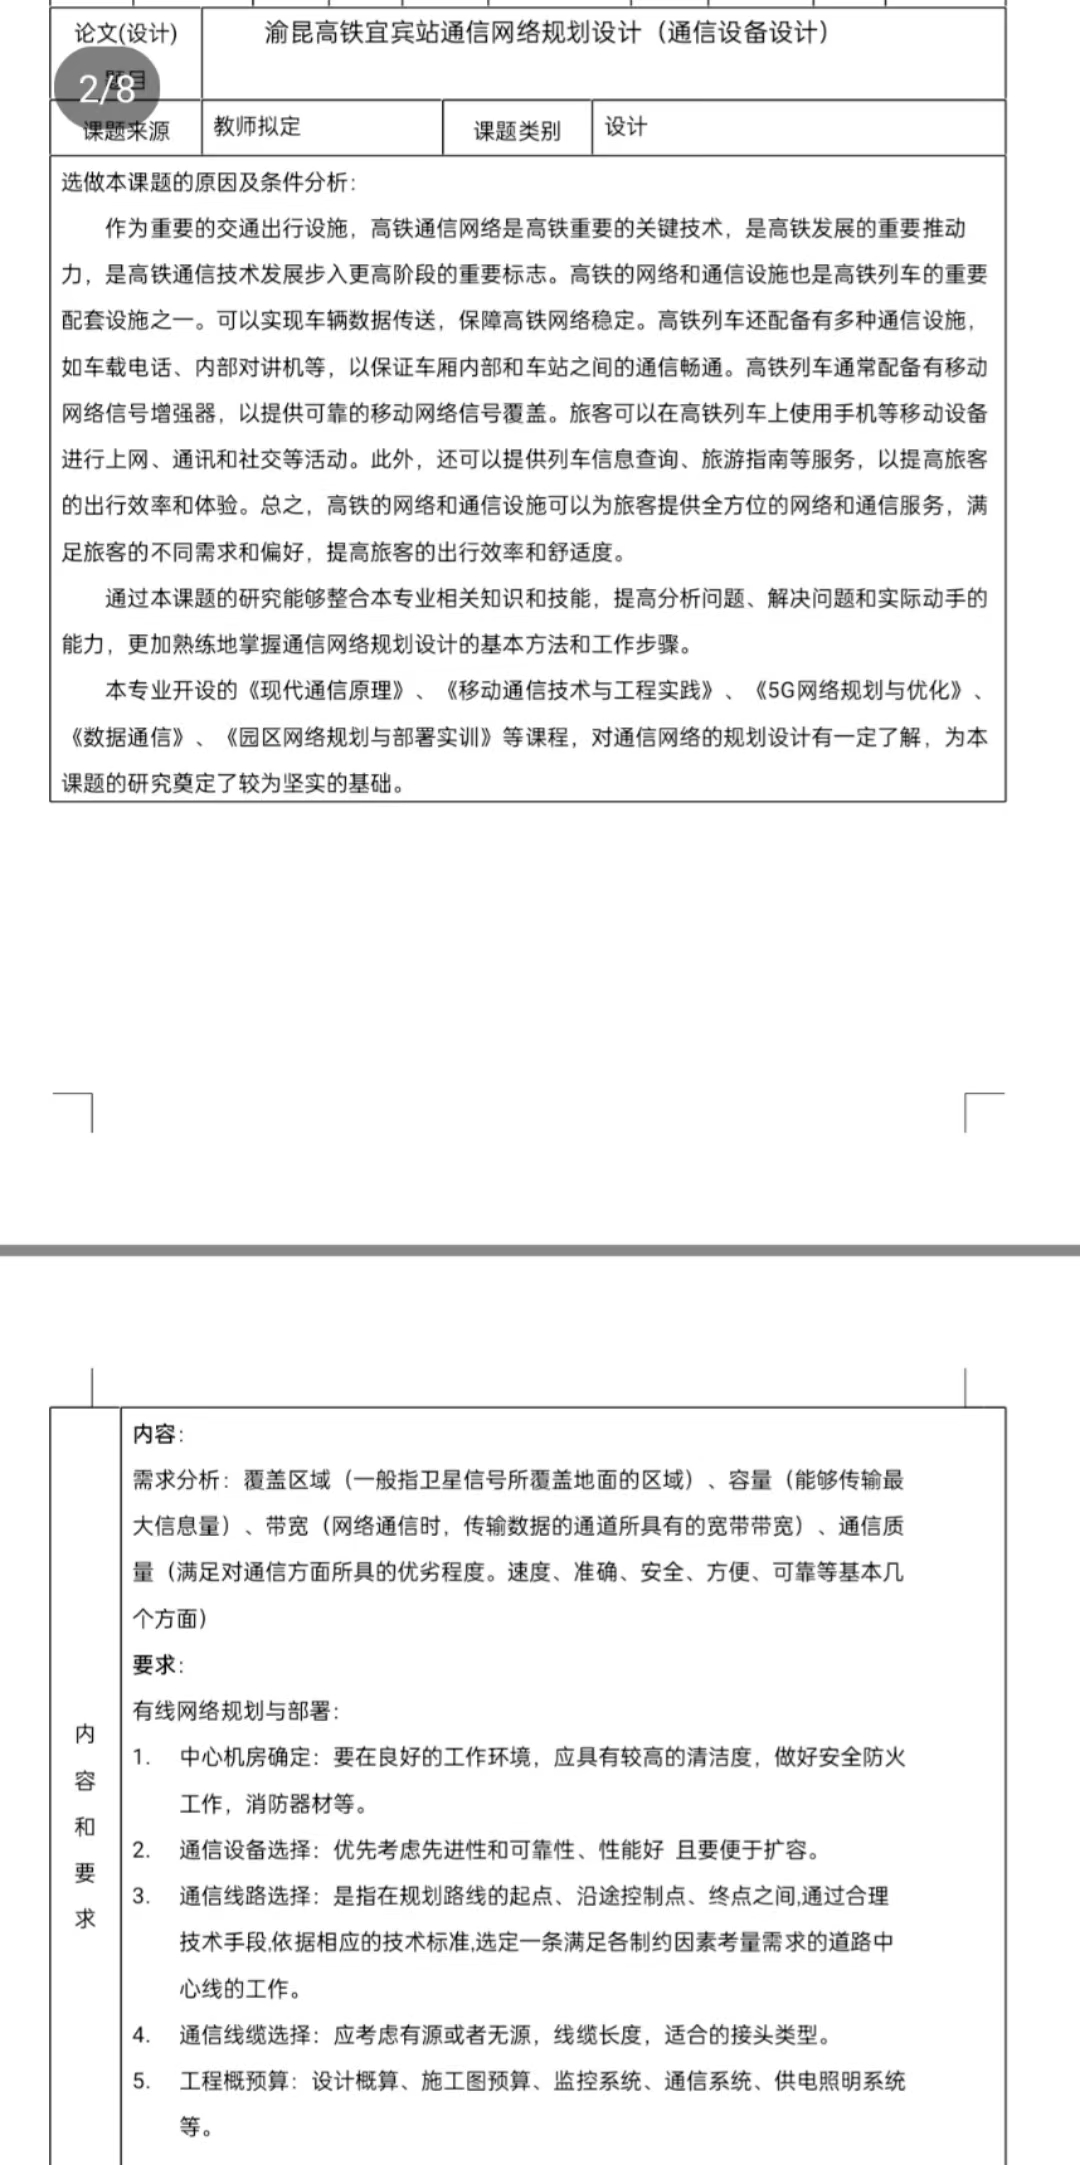 论文(设计)
渝昆高铁宜宾站通信网络规划设计（通信设备设计）
题目
2/8
课题来源
教师拟定
课题类别
设计
选做本课题的原因及条件分析：
作为重要的交通出行设施，高铁通信网络是高铁重要的关键技术，是高铁发展的重要推动
力，是高铁通信技术发展步入更高阶段的重要标志。高铁的网络和通信设施也是高铁列车的重要
配套设施之一。可以实现车辆数据传送，保障高铁网络稳定。高铁列车还配备有多种通信设施，
如车载电话、内部对讲机等，以保证车厢内部和车站之间的通信畅通。高铁列车通常配备有移动
网络信号增强器，以提供可靠的移动网络信号覆盖。旅客可以在高铁列车上使用手机等移动设备
进行上网、通讯和社交等活动。此外，还可以提供列车信息查询、旅游指南等服务，以提高旅客
的出行效率和体验。总之，高铁的网络和通信设施可以为旅客提供全方位的网络和通信服务，满
足旅客的不同需求和偏好，提高旅客的出行效率和舒适度。
通过本课题的研究能够整合本专业相关知识和技能，提高分析问题、解决问题和实际动手的
能力，更加熟练地掌握通信网络规划设计的基本方法和工作步骤。
本专业开设的《现代通信原理》、《移动通信技术与工程实践》、《5G网络规划与优化》、
《数据通信》、《园区网络规划与部署实训》等课程，对通信网络的规划设计有一定了解，为本
课题的研究奠定了较为坚实的基础。
内容和要求
内容：
需求分析：覆盖区域（一般指卫星信号所覆盖地面的区域）、容量（能够传输最
大信息量）、带宽（网络通信时，传输数据的通道所具有的宽带带宽）、通信质
量（满足对通信方面所具的优劣程度。速度、准确、安全、方便、可靠等基本几
个方面）
要求：
有线网络规划与部署：
1. 中心机房确定：要在良好的工作环境，应具有较高的清洁度，做好安全防火
工作，消防器材等。
2. 通信设备选择：优先考虑先进性和可靠性、性能好 且要便于扩容。
3. 通信线路选择：是指在规划路线的起点、沿途控制点、终点之间,通过合理
技术手段,依据相应的技术标准,选定一条满足各制约因素考量需求的道路中
心线的工作。
4. 通信线缆选择：应考虑有源或者无源，线缆长度，适合的接头类型。
5. 工程概预算：设计概算、施工图预算、监控系统、通信系统、供电照明系统
等。